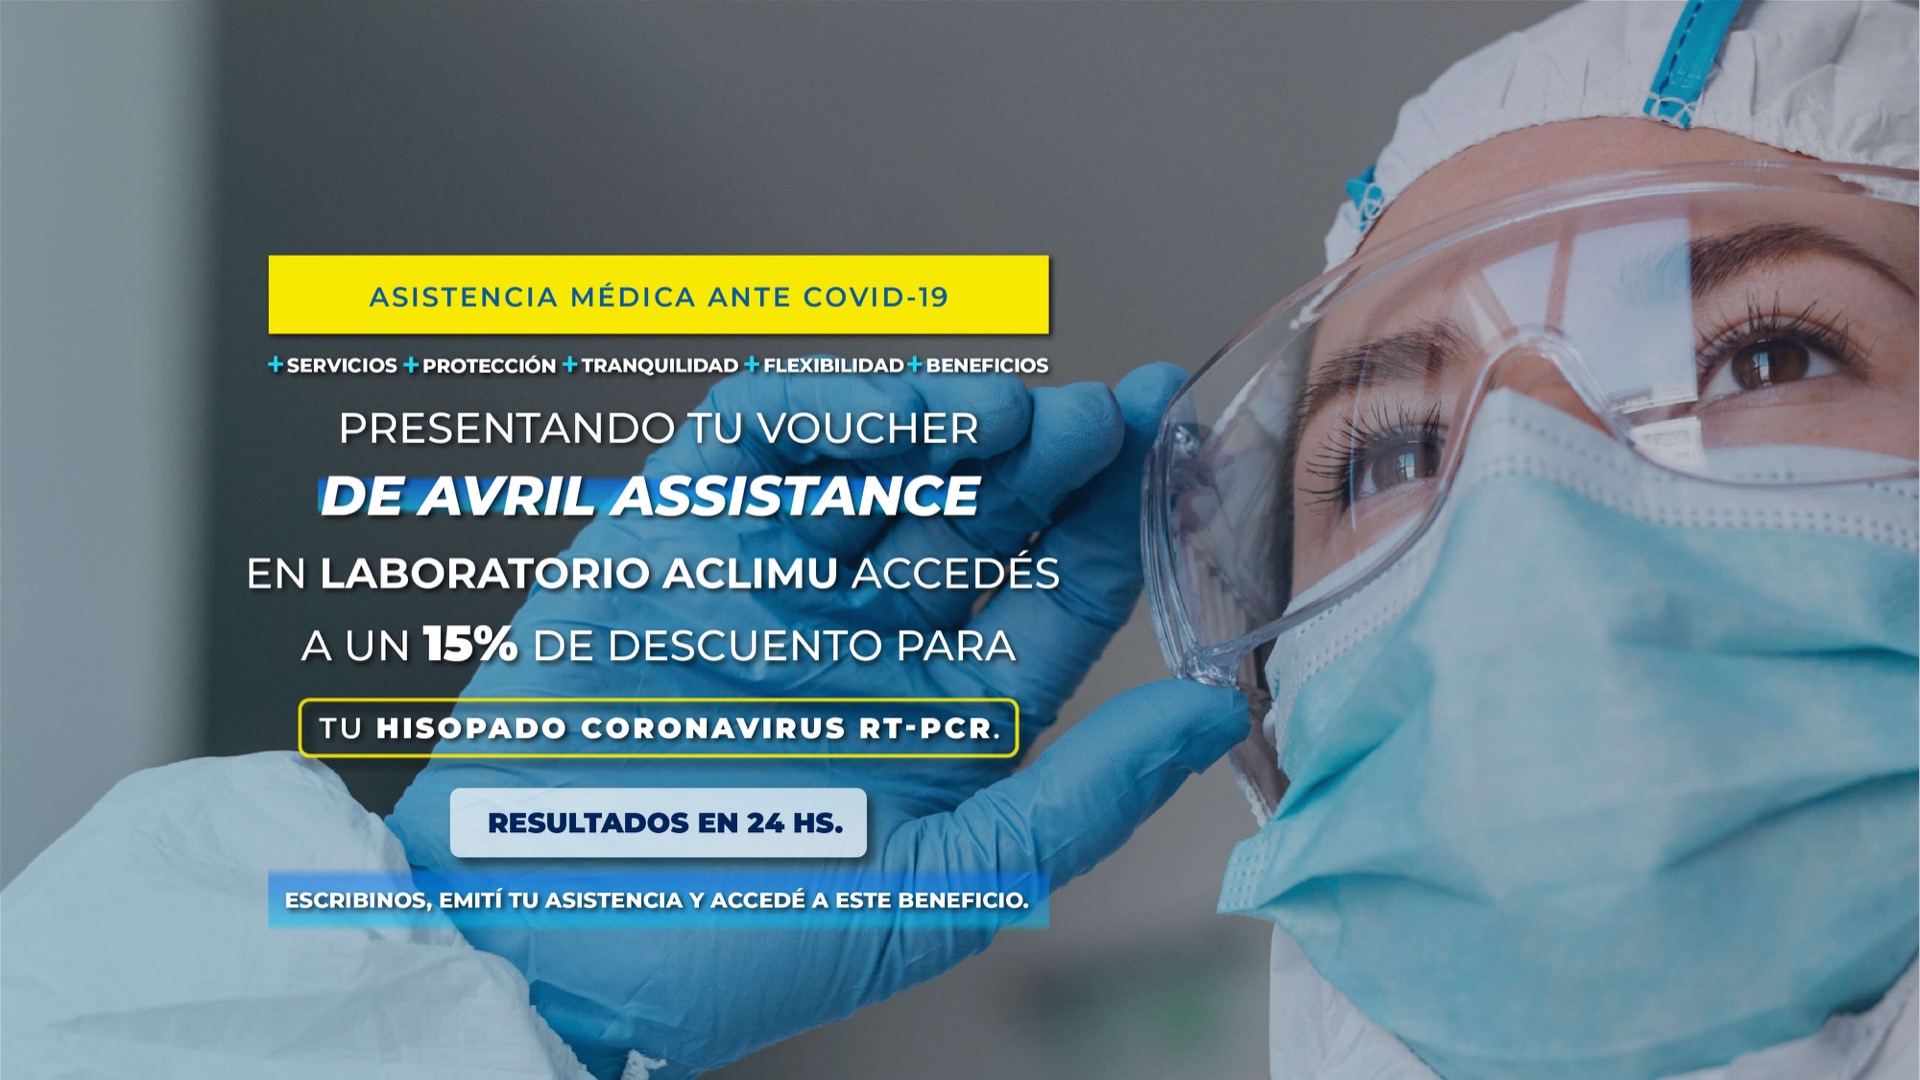 ASISTENCIA MÉDICA ANTE COVID-19
+SERVICIOS +PROTECCIÓN +TRANQUILIDAD +FLEXIBILIDAD +BENEFICIOS
PRESENTANDO TU VOUCHER
DE AVRIL ASSISTANCE
EN LABORATORIO ACLIMU ACCEDÉS
A UN 15% DE DESCUENTO PARA
TU HISOPADO CORONAVIRUS RT-PCR.
RESULTADOS EN 24 HS.
ESCRIBINOS, EMITÍ TU ASISTENCIA Y ACCEDÉ A ESTE BENEFICIO.